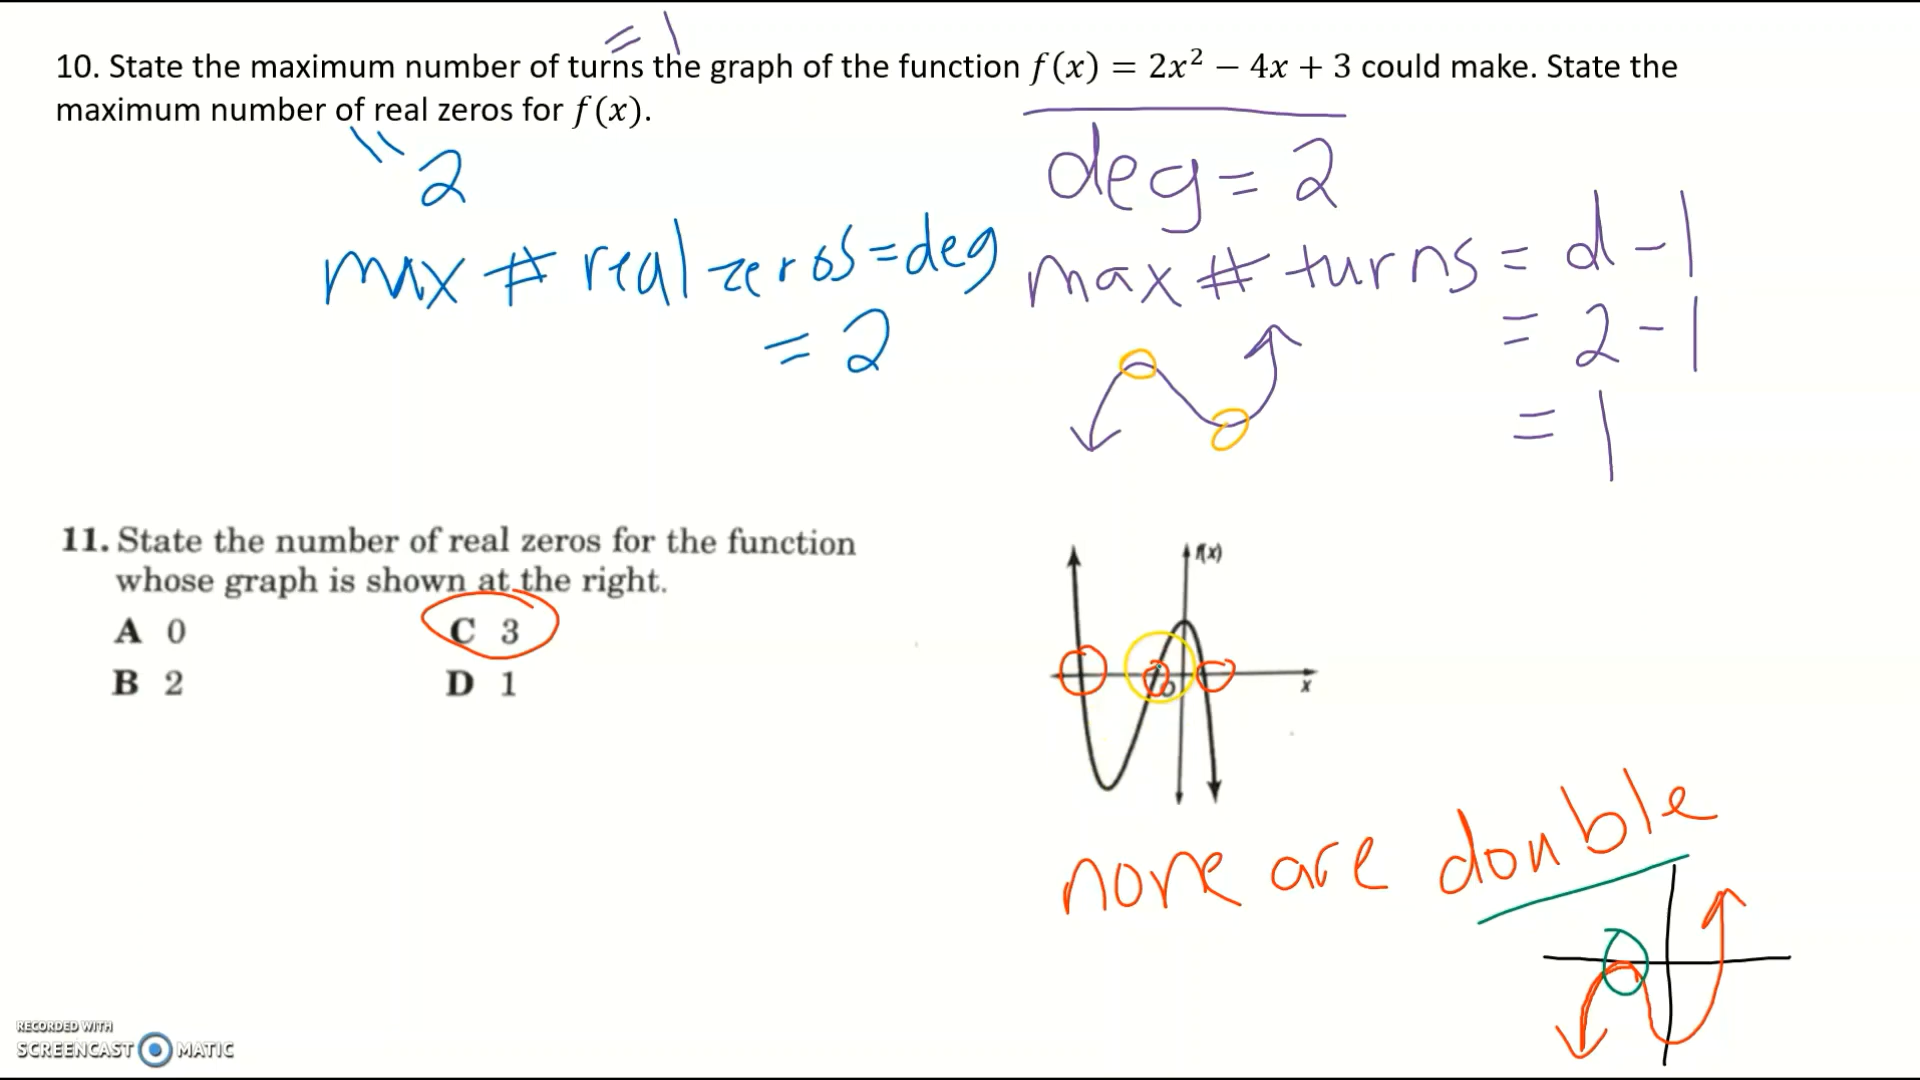 = 1
10. State the maximum number of turns the graph of the function f(x) = 2x² − 4x + 3 could make. State the
maximum number of real zeros for f(x).
= 2
deg = 2
max # real zeros = deg
= 2
max # turns = d - 1
= 2 - 1
= 1
11. State the number of real zeros for the function
whose graph is shown at the right.
A 0
C 3
B 2
D 1
f(x)
O
x
none are double
RECORDED WITH
SCREENCAST MATIC